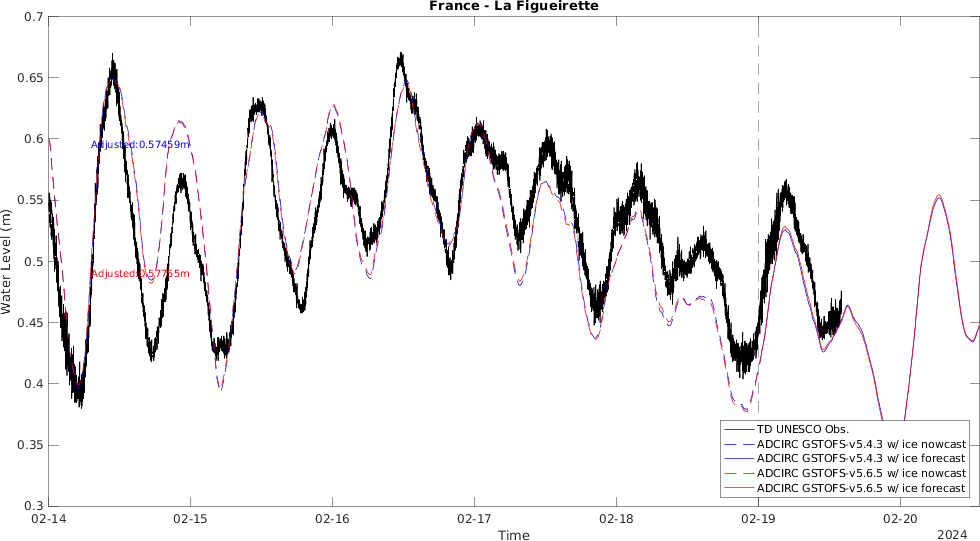 France - La Figueirette
0.7
0.65
0.6
0.55
0.5
0.45
0.4
0.35
0.3
Water Level (m)
Adjusted:0.57459m
Adjusted:0.57755m
TD UNESCO Obs.
ADCIRC GSTOFS-v5.4.3 w/ ice nowcast
ADCIRC GSTOFS-v5.4.3 w/ ice forecast
ADCIRC GSTOFS-v5.6.5 w/ ice nowcast
ADCIRC GSTOFS-v5.6.5 w/ ice forecast
02-14 02-15 02-16 02-17 02-18 02-19 02-20
Time
2024